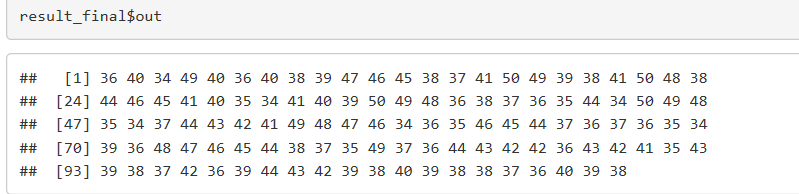 result_final$out
##   [1] 36 40 34 49 40 36 40 38 39 47 46 45 38 37 41 50 49 39 38 41 50 48 38
##  [24] 44 46 45 41 40 35 34 41 40 39 50 49 48 36 38 37 36 35 44 34 50 49 48
##  [47] 35 34 37 44 43 42 41 49 48 47 46 34 36 35 46 45 44 37 36 37 36 35 34
##  [70] 39 36 48 47 46 45 44 38 37 35 49 37 36 44 43 42 42 36 43 42 41 35 43
##  [93] 39 38 37 42 36 39 44 43 42 39 38 40 39 38 38 37 36 40 39 38